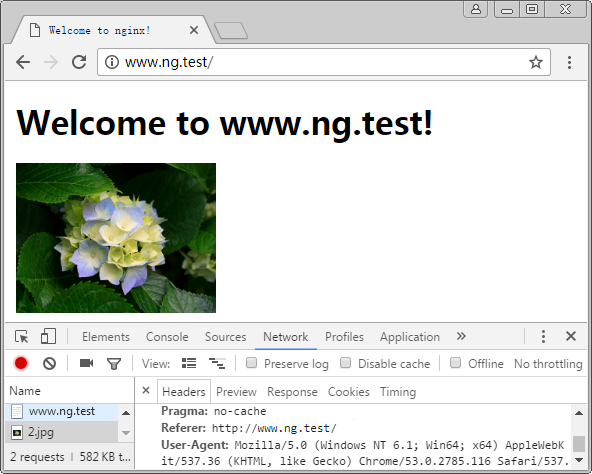 Welcome to nginx!
www.ng.test/
Welcome to www.ng.test!
Elements Console Sources Network Profiles Application »
View: Preserve log Disable cache Offline No throttling
Name × Headers Preview Response Cookies Timing
www.ng.test
2.jpg
Pragma: no-cache
Referer: http://www.ng.test/
User-Agent: Mozilla/5.0 (Windows NT 6.1; Win64; x64) AppleWebK
it/537.36 (KHTML, like Gecko) Chrome/53.0.2785.116 Safari/537.
2 requests | 582 KB t...